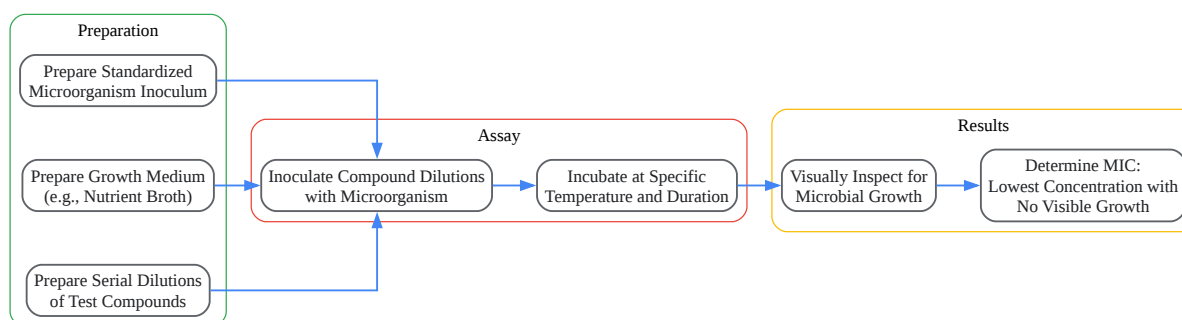 Preparation
Prepare Standardized
Microorganism Inoculum
Prepare Growth Medium
(e.g., Nutrient Broth)
Prepare Serial Dilutions
of Test Compounds
Assay
Inoculate Compound Dilutions
with Microorganism
Incubate at Specific
Temperature and Duration
Results
Visually Inspect for
Microbial Growth
Determine MIC:
Lowest Concentration with
No Visible Growth